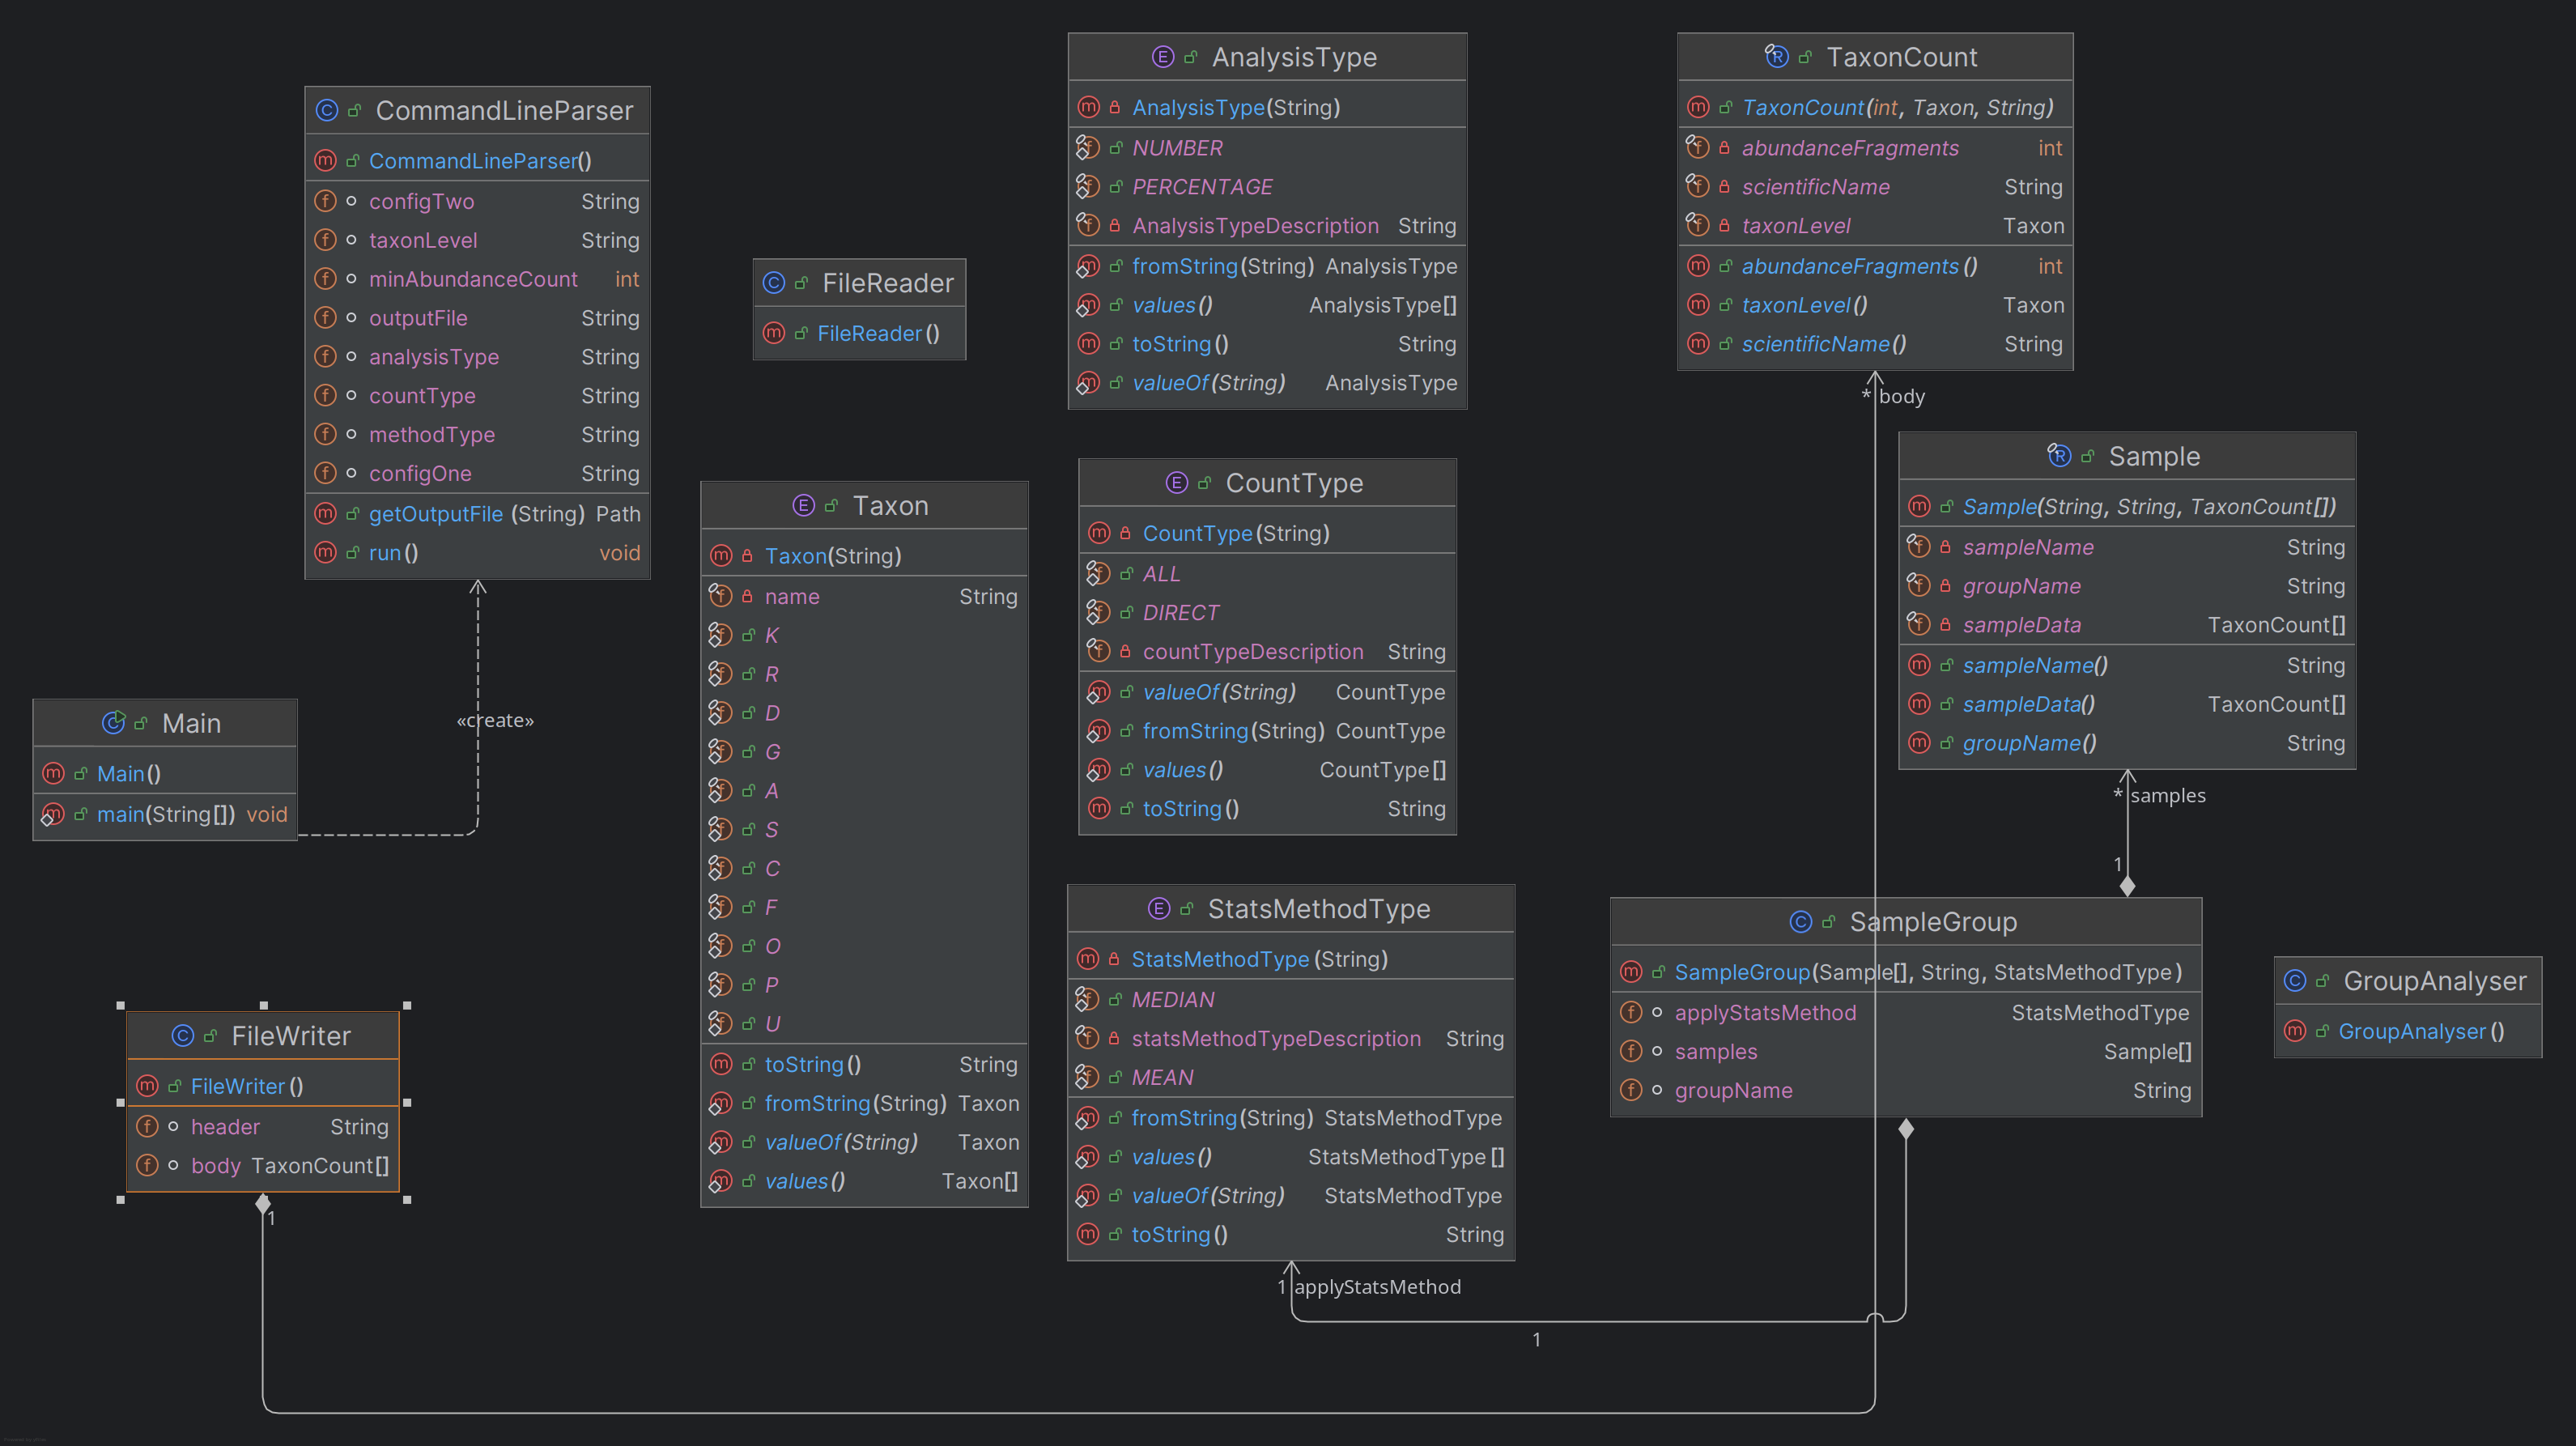 CommandLineParser
CommandLineParser()
configTwo String
taxonLevel String
minAbundanceCount int
outputFile String
analysisType String
countType String
methodType String
configOne String
getOutputFile (String) Path
run() void
Main
Main()
main(String[]) void
«create»
FileWriter
FileWriter()
header String
body TaxonCount[]
1
FileReader
FileReader()
Taxon
Taxon(String)
name String
K
R
D
G
A
S
C
F
O
P
U
toString() String
fromString(String) Taxon
valueOf(String) Taxon
values() Taxon[]
AnalysisType
AnalysisType(String)
NUMBER
PERCENTAGE
AnalysisTypeDescription String
fromString(String) AnalysisType
values() AnalysisType[]
toString() String
valueOf(String) AnalysisType
CountType
CountType(String)
ALL
DIRECT
countTypeDescription String
valueOf(String) CountType
fromString(String) CountType
values() CountType[]
toString() String
StatsMethodType
StatsMethodType(String)
MEDIAN
statsMethodTypeDescription String
MEAN
fromString(String) StatsMethodType
values() StatsMethodType[]
valueOf(String) StatsMethodType
toString() String
1 applyStatsMethod
1
TaxonCount
TaxonCount(int, Taxon, String)
abundanceFragments int
scientificName String
taxonLevel Taxon
abundanceFragments() int
taxonLevel() Taxon
scientificName() String
* body
Sample
Sample(String, String, TaxonCount[])
sampleName String
groupName String
sampleData TaxonCount[]
sampleName() String
sampleData() TaxonCount[]
groupName() String
* samples
1
SampleGroup
SampleGroup(Sample[], String, StatsMethodType)
applyStatsMethod StatsMethodType
samples Sample[]
groupName String
GroupAnalyser
GroupAnalyser()